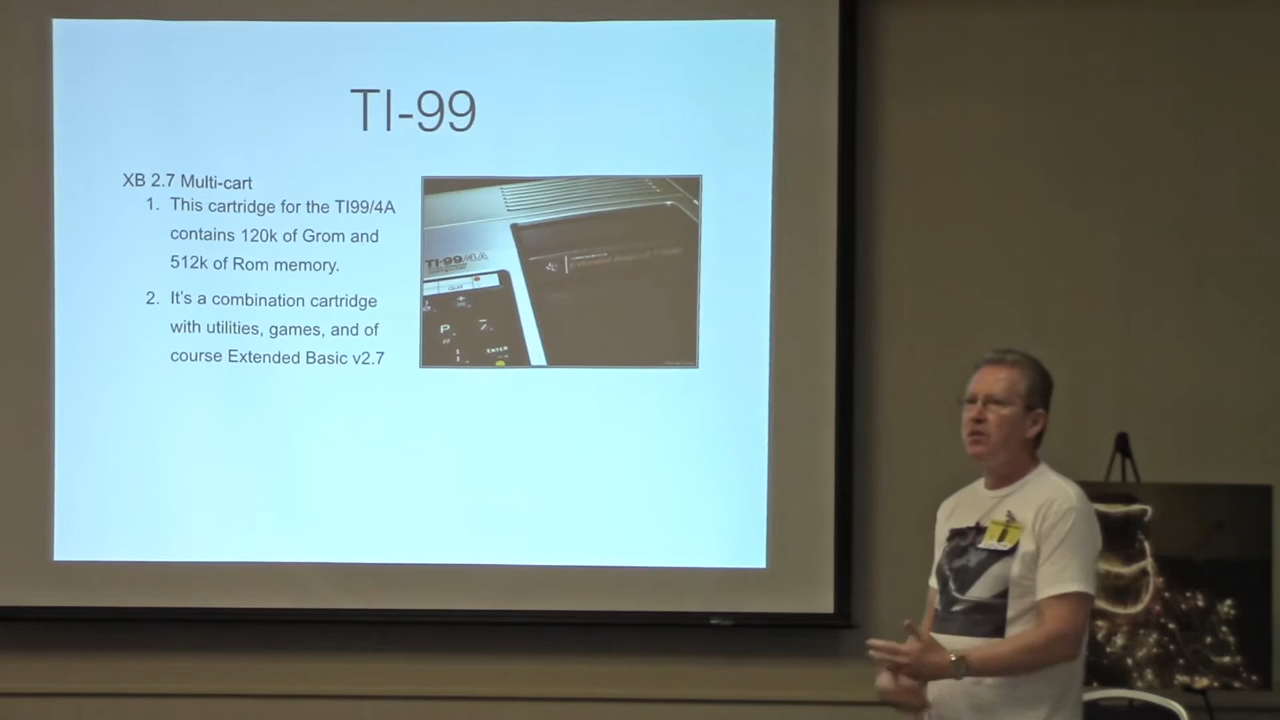 TI-99
XB 2.7 Multi-cart
1. This cartridge for the TI99/4A
contains 120k of Grom and
512k of Rom memory.
2. It's a combination cartridge
with utilities, games, and of
course Extended Basic v2.7
TI-99/4A
P
Z
ENTER